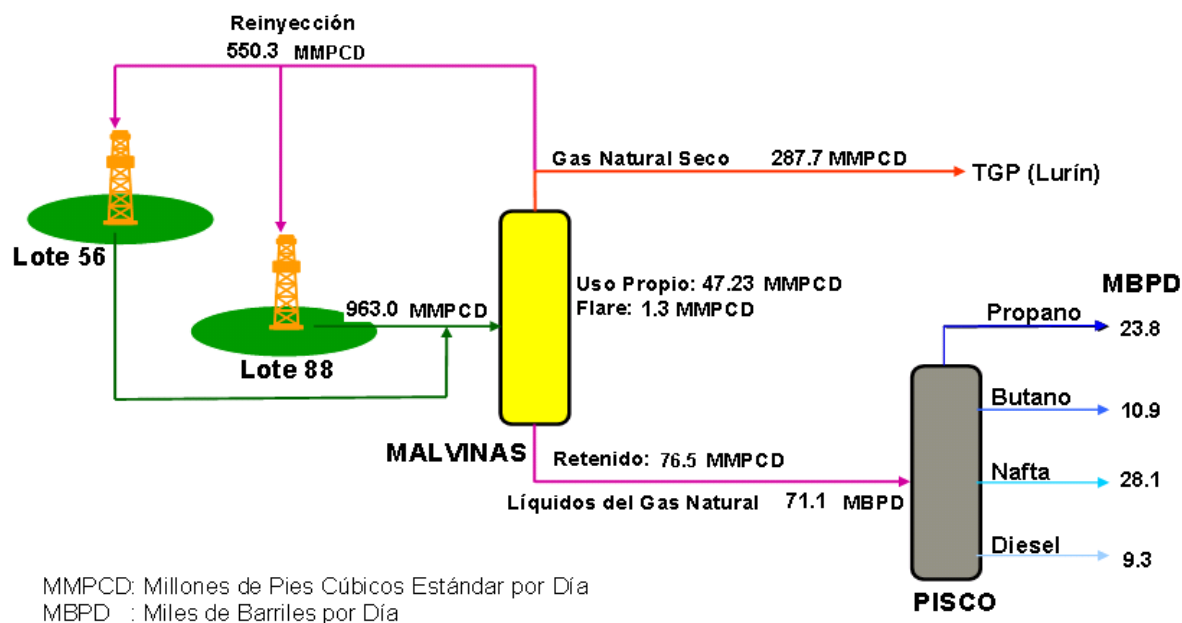 Reinyección
550.3 MMPCD
Gas Natural Seco 287.7 MMPCD
TGP (Lurín)
Lote 56
Uso Propio: 47.23 MMPCD
Flare: 1.3 MMPCD
963.0 MMPCD
Lote 88
MBPD
Propano 23.8
Butano 10.9
MALVINAS
Retenido: 76.5 MMPCD
Líquidos del Gas Natural 71.1 MBPD
Nafta 28.1
Diesel 9.3
PISCO
MMPCD: Millones de Pies Cúbicos Estándar por Día
MBPD : Miles de Barriles por Día